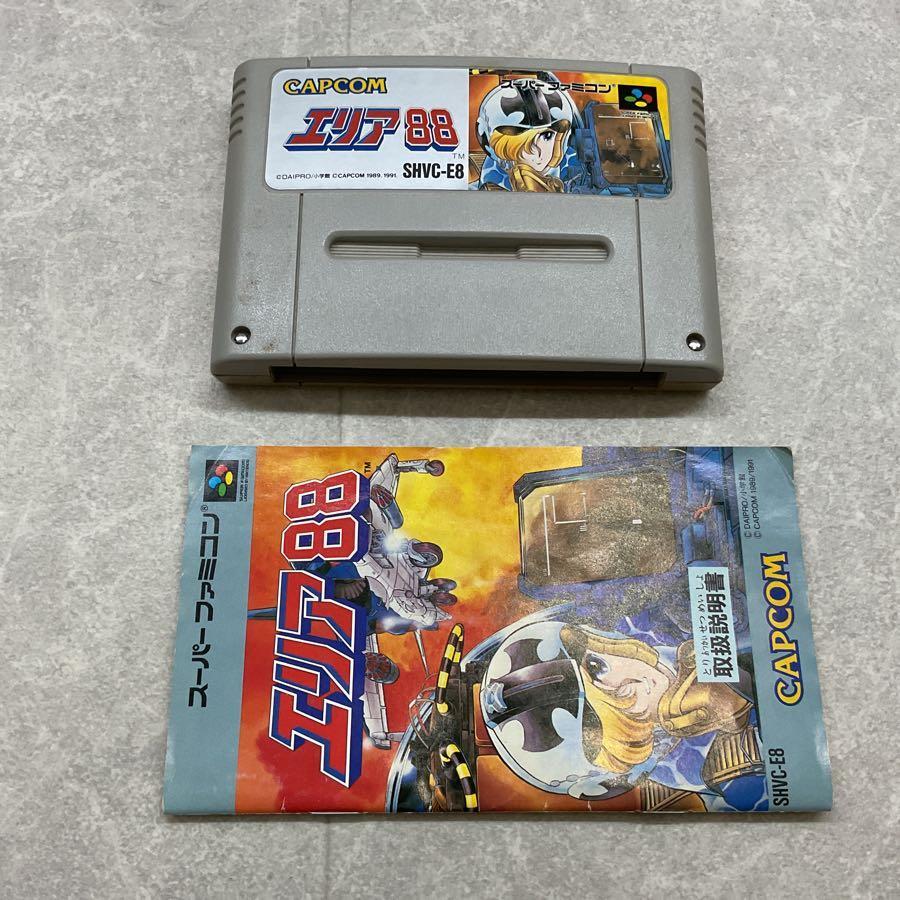 CAPCOM
エリア88
TM
©DAIPRO/小学館 ©CAPCOM 1989. 1991.
SHVC-E8
スーパーファミコン®
スーパーファミコン®
SUPER FAMICOM
エリア88
TM
とりあつかいせつめいしょ
取扱説明書
© DAIPRO/小学館
© CAPCOM 1989/1991
CAPCOM
SHVC-E8